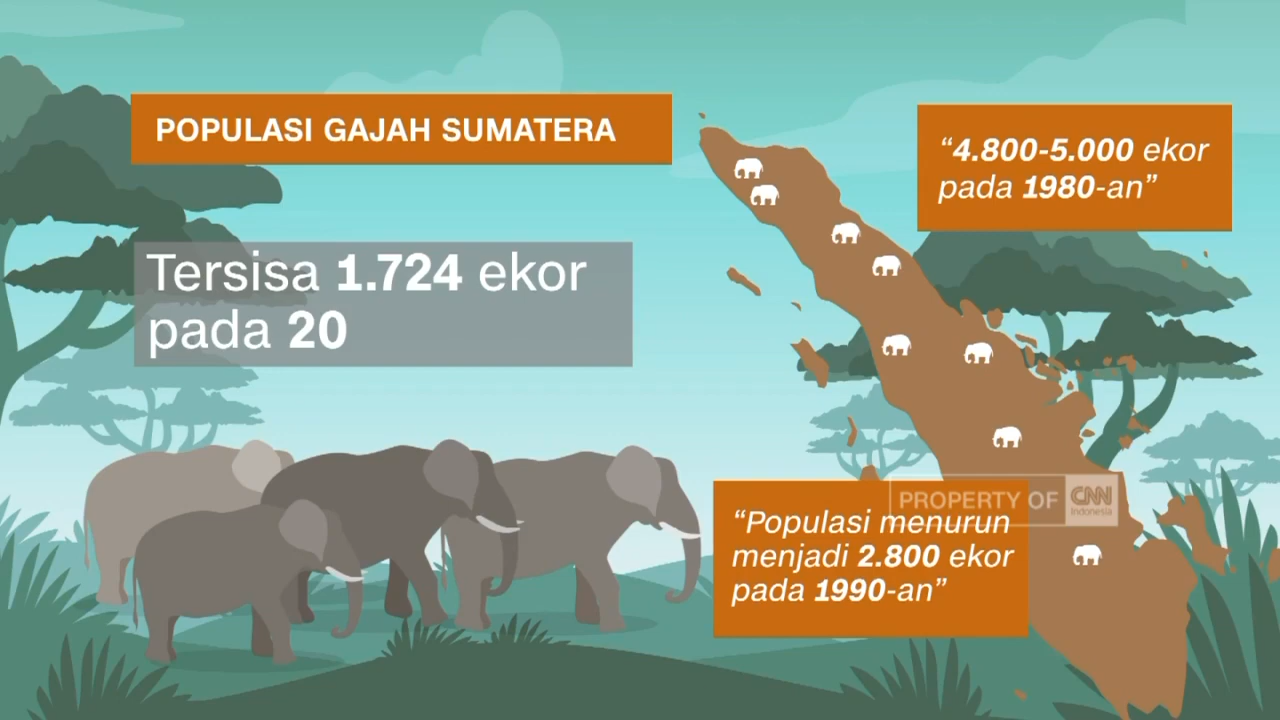 POPULASI GAJAH SUMATERA
Tersisa 1.724 ekor
pada 20
“4.800-5.000 ekor
pada 1980-an”
“Populasi menurun
menjadi 2.800 ekor
pada 1990-an”
PROPERTY OF CNN
Indonesia